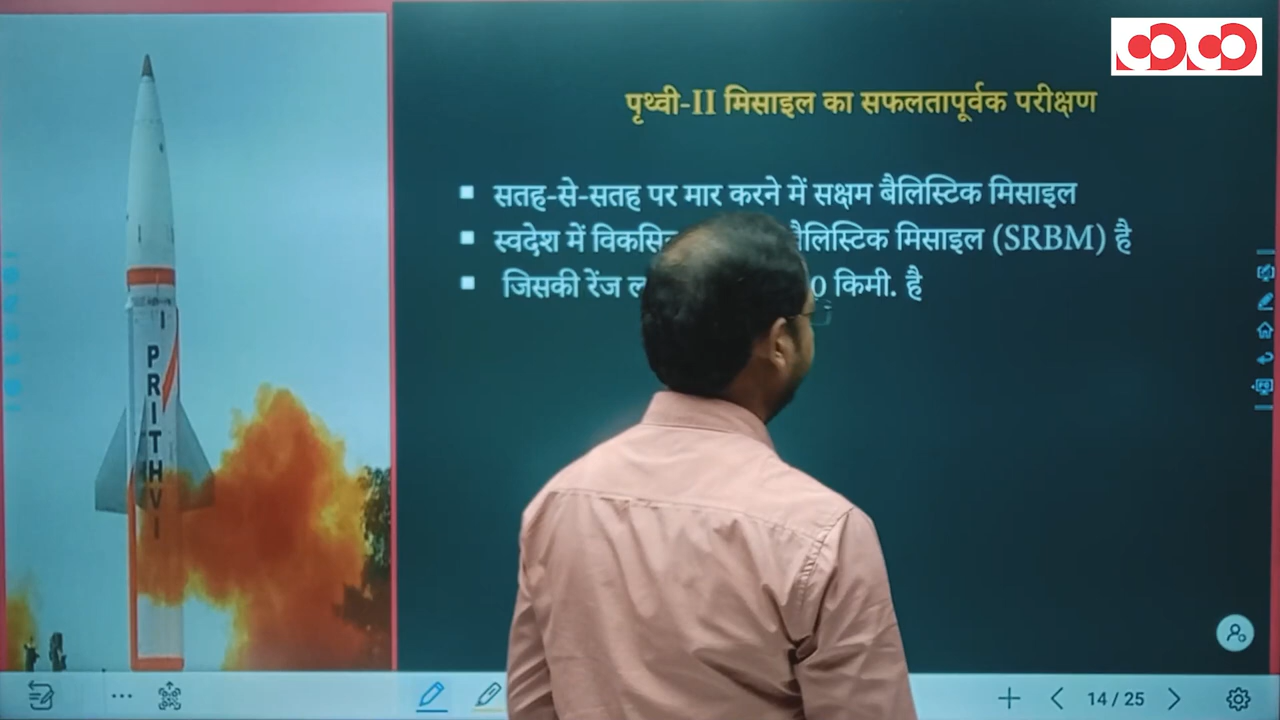 पृथ्वी-II मिसाइल का सफलतापूर्वक परीक्षण
▪ सतह-से-सतह पर मार करने में सक्षम बैलिस्टिक मिसाइल
▪ स्वदेश में मिसाइल (SRBM) है
▪ जिसकी रेंज किमी. है
PRITHVI
14 / 25